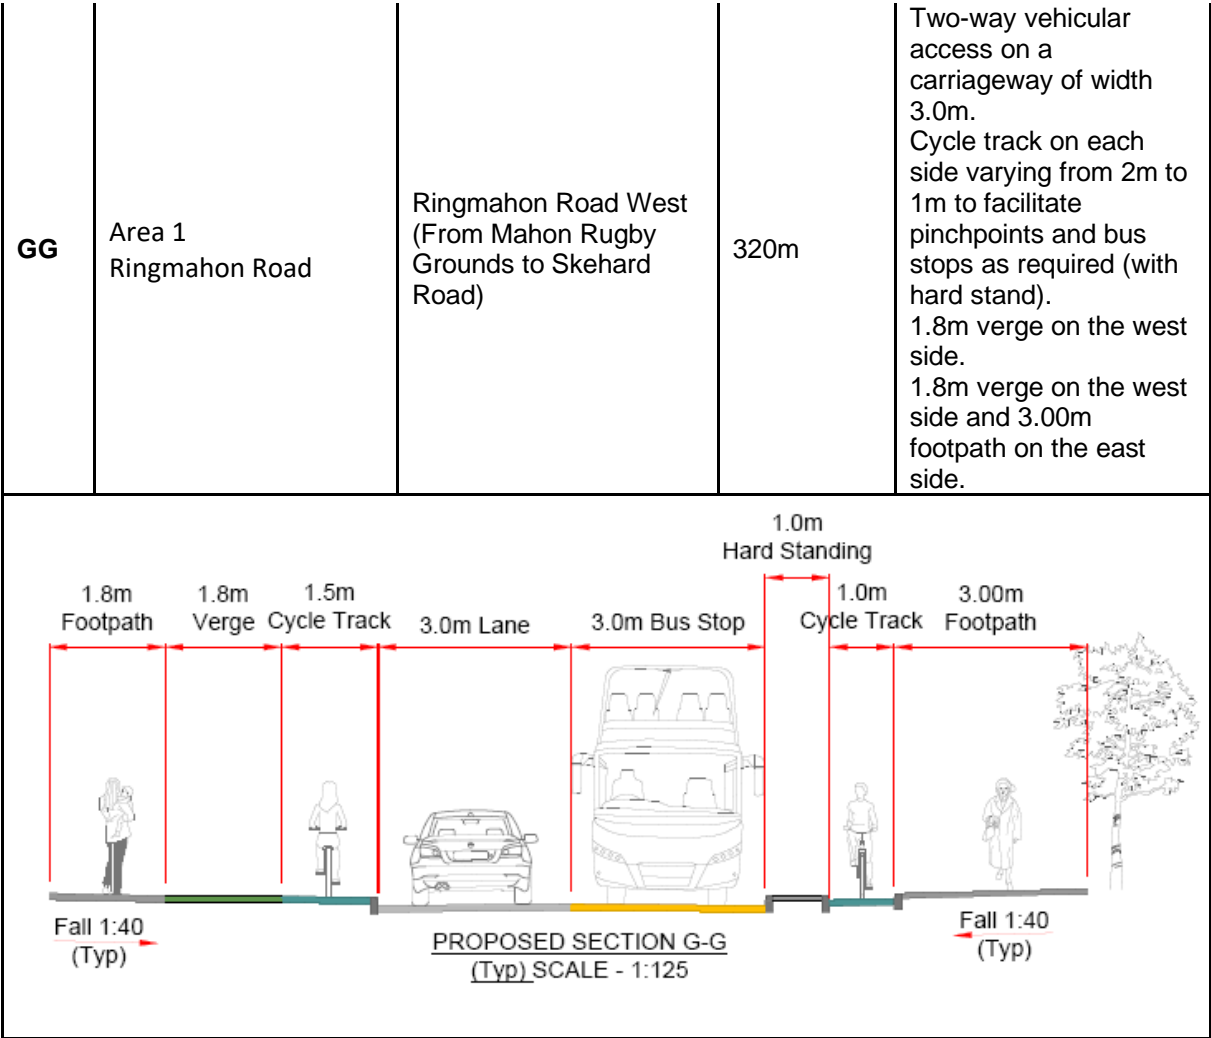 GG
Area 1
Ringmahon Road
Ringmahon Road West
(From Mahon Rugby
Grounds to Skehard
Road)
320m
Two-way vehicular
access on a
carriageway of width
3.0m.
Cycle track on each
side varying from 2m to
1m to facilitate
pinchpoints and bus
stops as required (with
hard stand).
1.8m verge on the west
side.
1.8m verge on the west
side and 3.00m
footpath on the east
side.
1.0m
Hard Standing
1.8m
Footpath
1.8m
Verge
1.5m
Cycle Track
3.0m Lane
3.0m Bus Stop
1.0m
Cycle Track
3.00m
Footpath
Fall 1:40
(Typ)
PROPOSED SECTION G-G
(Typ) SCALE - 1:125
Fall 1:40
(Typ)